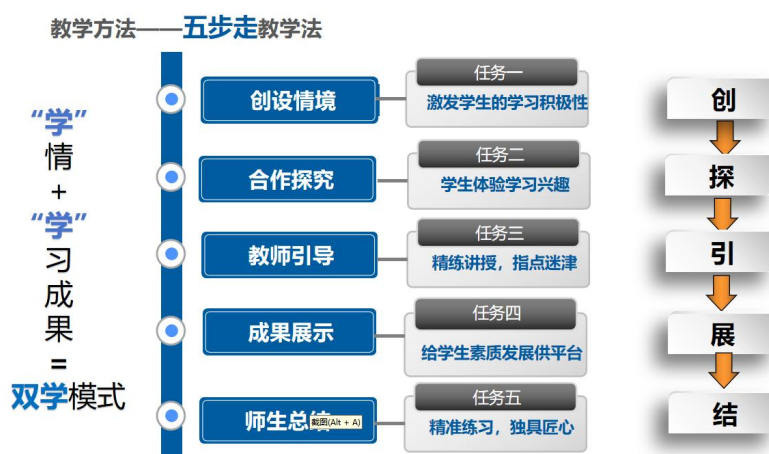 教学方法——五步走教学法
“学”
情
+
“学”
习
成
果
=
双学模式
创设情境
任务一
激发学生的学习积极性
创
合作探究
任务二
学生体验学习兴趣
探
教师引导
任务三
精练讲授，指点迷津
引
成果展示
任务四
给学生素质发展供平台
展
师生总结
截图(Alt + A)
任务五
精准练习，独具匠心
结